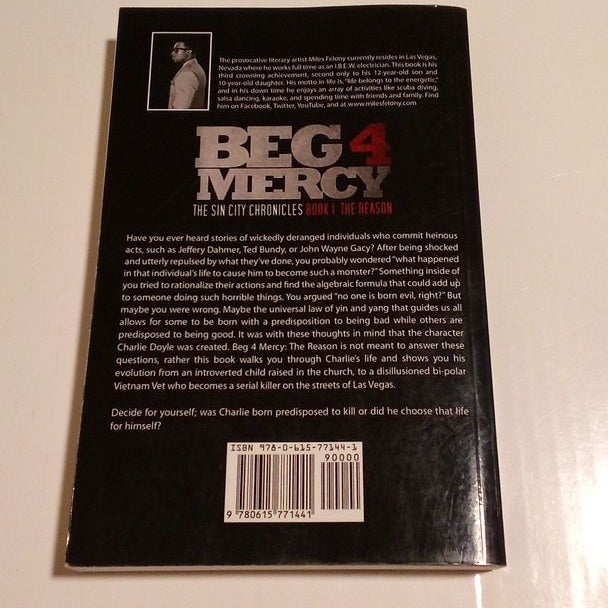 The provocative literary artist Miles Felony currently resides in Las Vegas,
Nevada where he works full time as an I.B.E.W. electrician. This book is his
third crowning achievement, second only to his 12-year-old son and
10-year-old daughter. His motto in life is, "life belongs to the energetic,"
and in his down time he enjoys an array of activities like scuba diving,
salsa dancing, karaoke, and spending time with friends and family. Find
him on Facebook, Twitter, YouTube, and at www.milesfelony.com
BEG 4
MERCY
THE SIN CITY CHRONICLES BOOK 1 THE REASON
Have you ever heard stories of wickedly deranged individuals who commit heinous
acts, such as Jeffery Dahmer, Ted Bundy, or John Wayne Gacy? After being shocked
and utterly repulsed by what they've done, you probably wondered "what happened
in that individual's life to cause him to become such a monster?" Something inside of
you tried to rationalize their actions and find the algebraic formula that could add up
to someone doing such horrible things. You argued "no one is born evil, right?" But
maybe you were wrong. Maybe the universal law of yin and yang that guides us all
allows for some to be born with a predisposition to being bad while others are
predisposed to being good. It was with these thoughts in mind that the character
Charlie Doyle was created. Beg 4 Mercy: The Reason is not meant to answer these
questions, rather this book walks you through Charlie's life and shows you his
evolution from an introverted child raised in the church, to a disillusioned bi-polar
Vietnam Vet who becomes a serial killer on the streets of Las Vegas.
Decide for yourself; was Charlie born predisposed to kill or did he choose that life
for himself?
ISBN 978-0-615-77144-1
90000
9 780615 771441